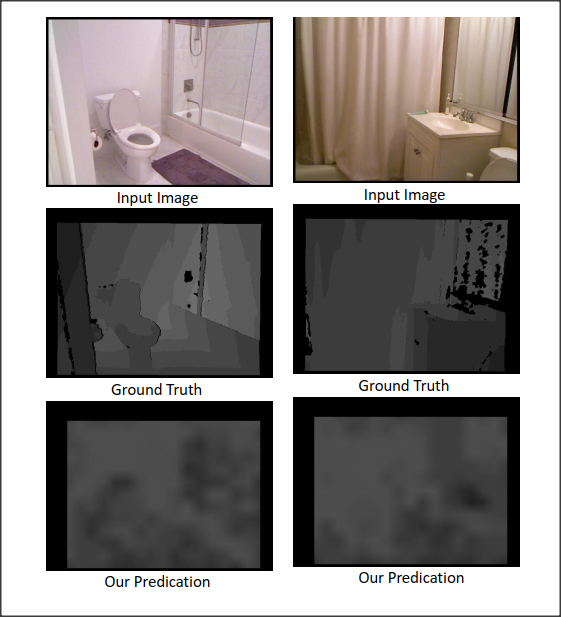 Input Image
Input Image
Ground Truth
Ground Truth
Our Predication
Our Predication